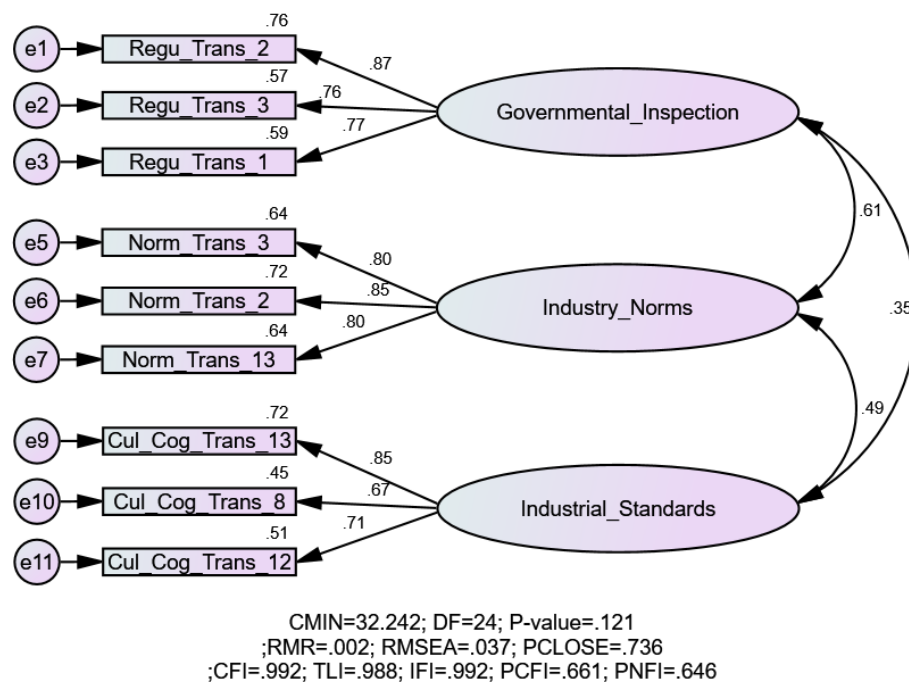 .76
e1 Regu_Trans_2
.87
.57
e2 Regu_Trans_3
.76
Governmental_Inspection
.59
.77
e3 Regu_Trans_1
.61
.64
e5 Norm_Trans_3
.80
.72
e6 Norm_Trans_2
.85
Industry_Norms
.35
.64
.80
e7 Norm_Trans_13
.49
.72
e9 Cul_Cog_Trans_13
.85
.45
e10 Cul_Cog_Trans_8
.67
Industrial_Standards
.51
.71
e11 Cul_Cog_Trans_12
CMIN=32.242; DF=24; P-value=.121
;RMR=.002; RMSEA=.037; PCLOSE=.736
;CFI=.992; TLI=.988; IFI=.992; PCFI=.661; PNFI=.646